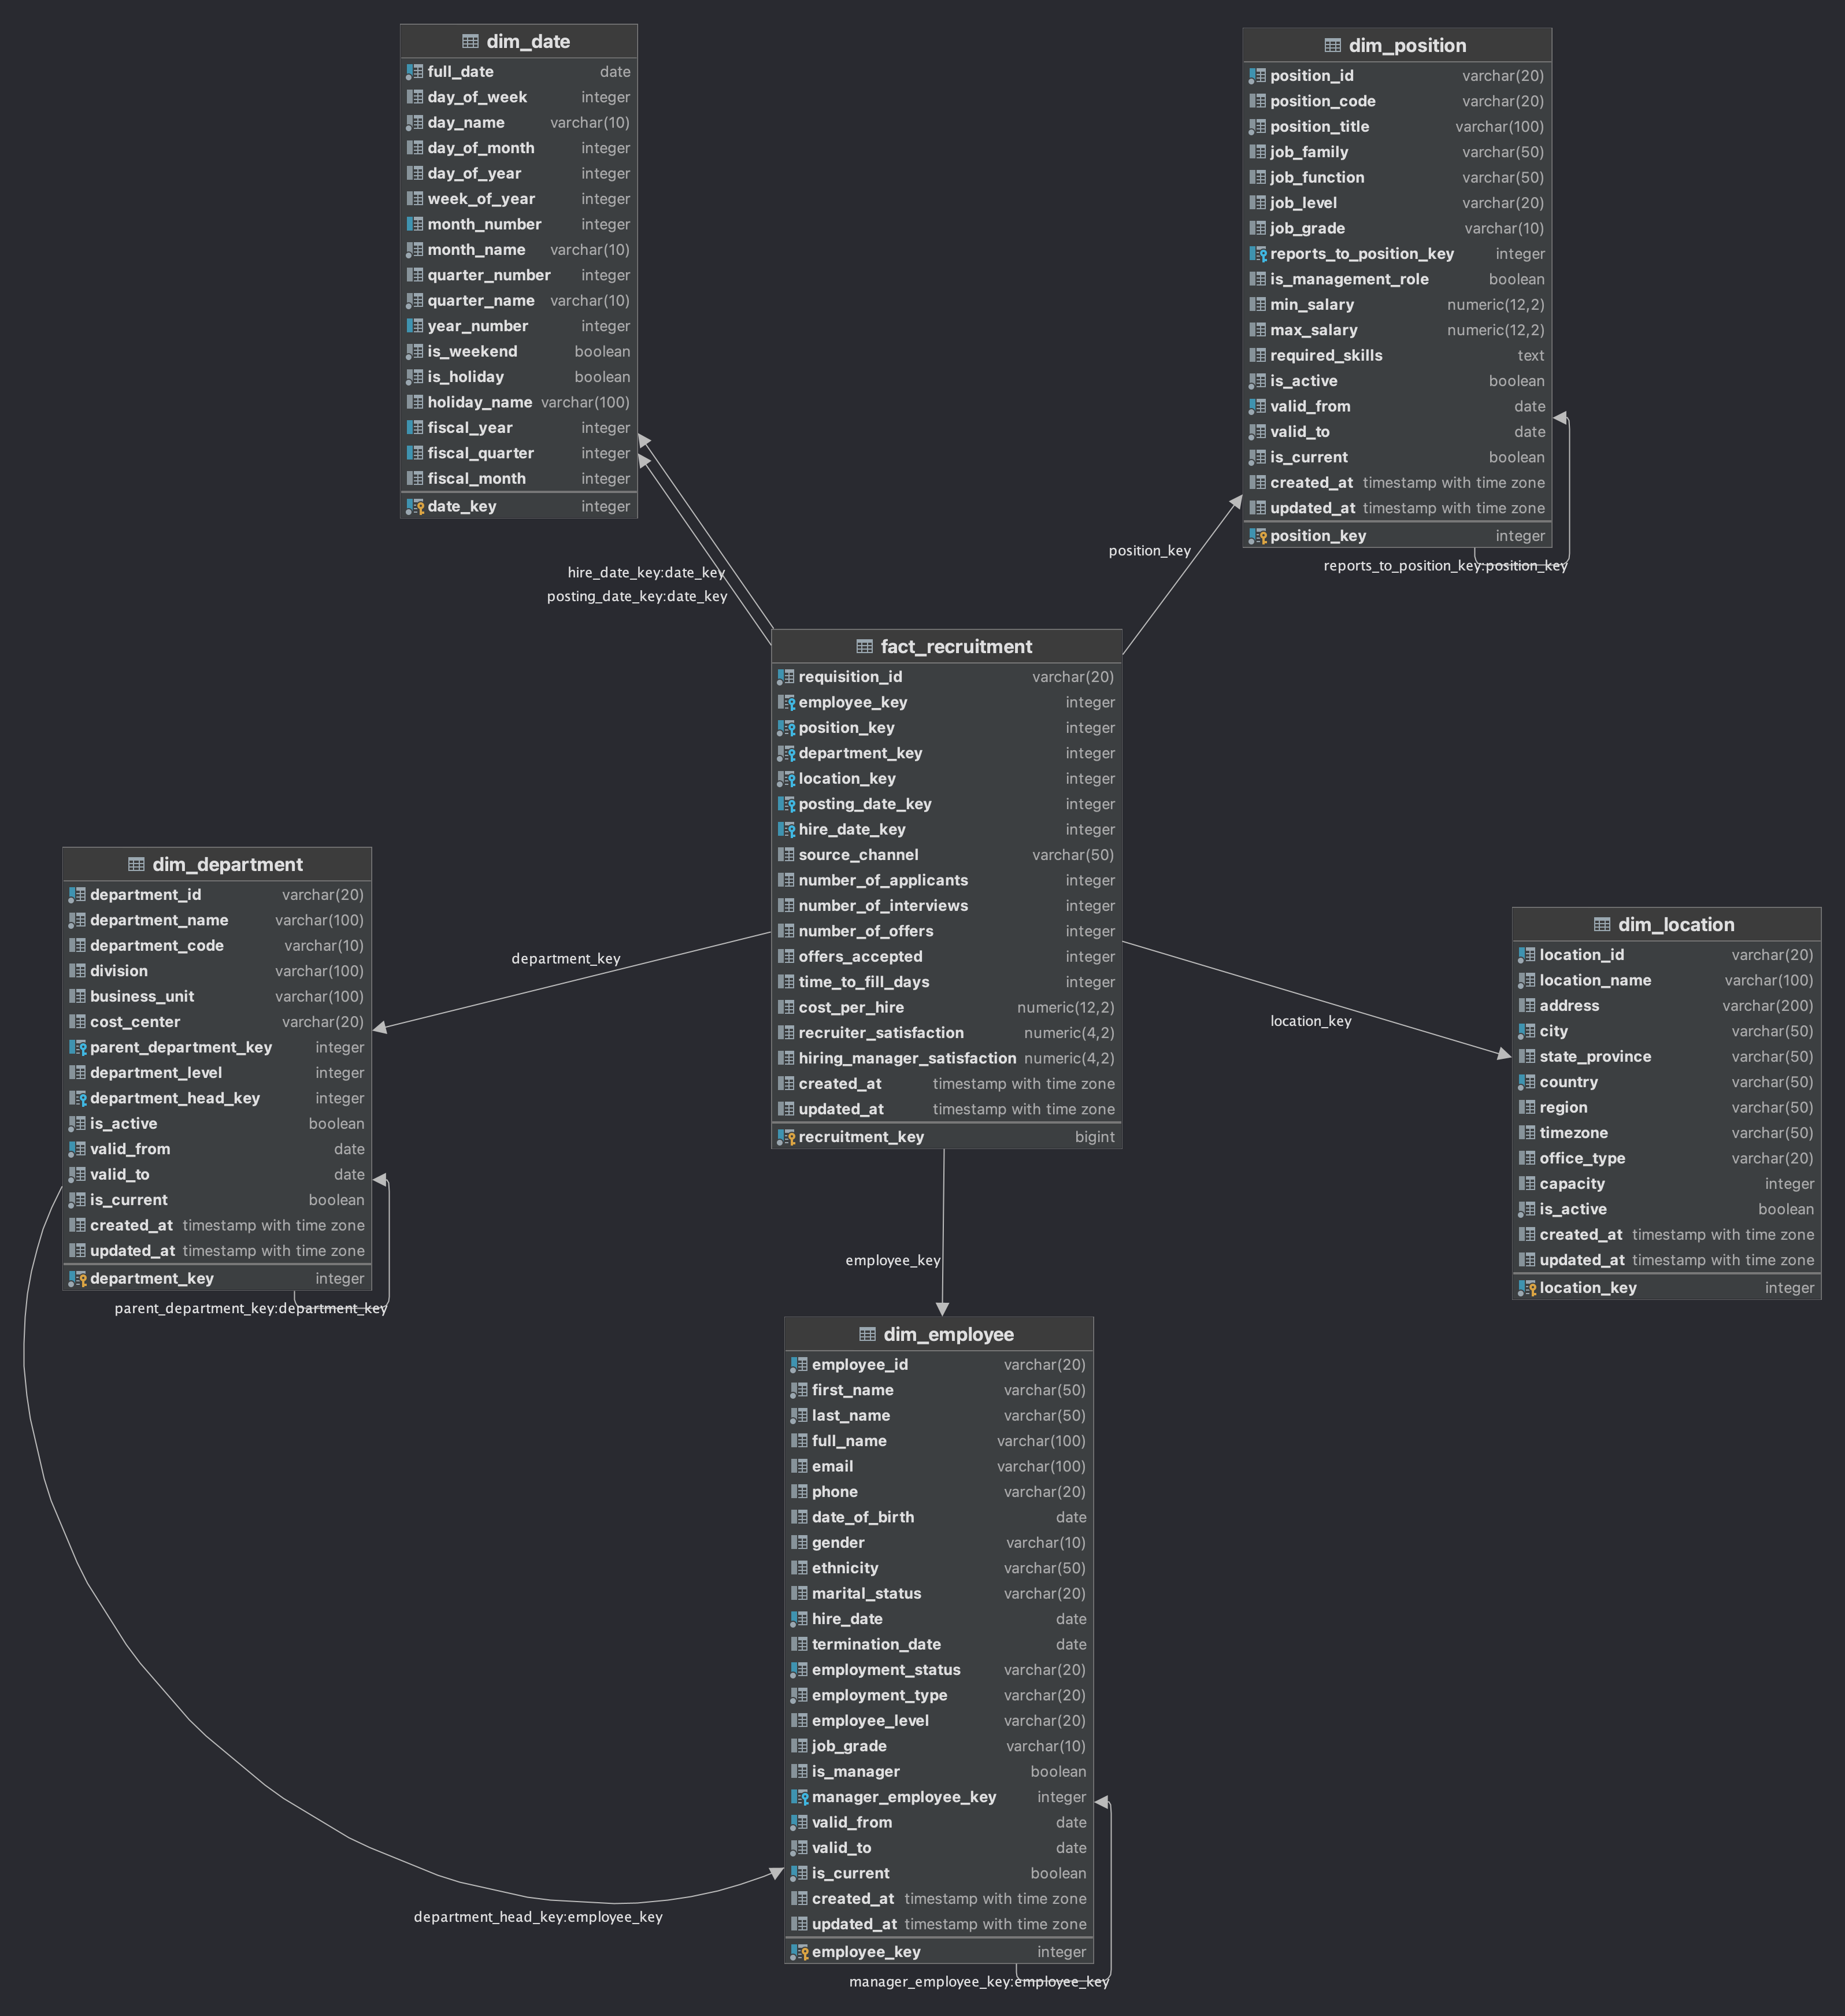 dim_date
full_date date
day_of_week integer
day_name varchar(10)
day_of_month integer
day_of_year integer
week_of_year integer
month_number integer
month_name varchar(10)
quarter_number integer
quarter_name varchar(10)
year_number integer
is_weekend boolean
is_holiday boolean
holiday_name varchar(100)
fiscal_year integer
fiscal_quarter integer
fiscal_month integer
date_key integer
dim_position
position_id varchar(20)
position_code varchar(20)
position_title varchar(100)
job_family varchar(50)
job_function varchar(50)
job_level varchar(20)
job_grade varchar(10)
reports_to_position_key integer
is_management_role boolean
min_salary numeric(12,2)
max_salary numeric(12,2)
required_skills text
is_active boolean
valid_from date
valid_to date
is_current boolean
created_at timestamp with time zone
updated_at timestamp with time zone
position_key integer
reports_to_position_key:position_key
position_key
hire_date_key:date_key
posting_date_key:date_key
fact_recruitment
requisition_id varchar(20)
employee_key integer
position_key integer
department_key integer
location_key integer
posting_date_key integer
hire_date_key integer
source_channel varchar(50)
number_of_applicants integer
number_of_interviews integer
number_of_offers integer
offers_accepted integer
time_to_fill_days integer
cost_per_hire numeric(12,2)
recruiter_satisfaction numeric(4,2)
hiring_manager_satisfaction numeric(4,2)
created_at timestamp with time zone
updated_at timestamp with time zone
recruitment_key bigint
dim_department
department_id varchar(20)
department_name varchar(100)
department_code varchar(10)
division varchar(100)
business_unit varchar(100)
cost_center varchar(20)
parent_department_key integer
department_level integer
department_head_key integer
is_active boolean
valid_from date
valid_to date
is_current boolean
created_at timestamp with time zone
updated_at timestamp with time zone
department_key integer
parent_department_key:department_key
department_key
location_key
dim_location
location_id varchar(20)
location_name varchar(100)
address varchar(200)
city varchar(50)
state_province varchar(50)
country varchar(50)
region varchar(50)
timezone varchar(50)
office_type varchar(20)
capacity integer
is_active boolean
created_at timestamp with time zone
updated_at timestamp with time zone
location_key integer
employee_key
dim_employee
employee_id varchar(20)
first_name varchar(50)
last_name varchar(50)
full_name varchar(100)
email varchar(100)
phone varchar(20)
date_of_birth date
gender varchar(10)
ethnicity varchar(50)
marital_status varchar(20)
hire_date date
termination_date date
employment_status varchar(20)
employment_type varchar(20)
employee_level varchar(20)
job_grade varchar(10)
is_manager boolean
manager_employee_key integer
valid_from date
valid_to date
is_current boolean
created_at timestamp with time zone
updated_at timestamp with time zone
employee_key integer
department_head_key:employee_key
manager_employee_key:employee_key